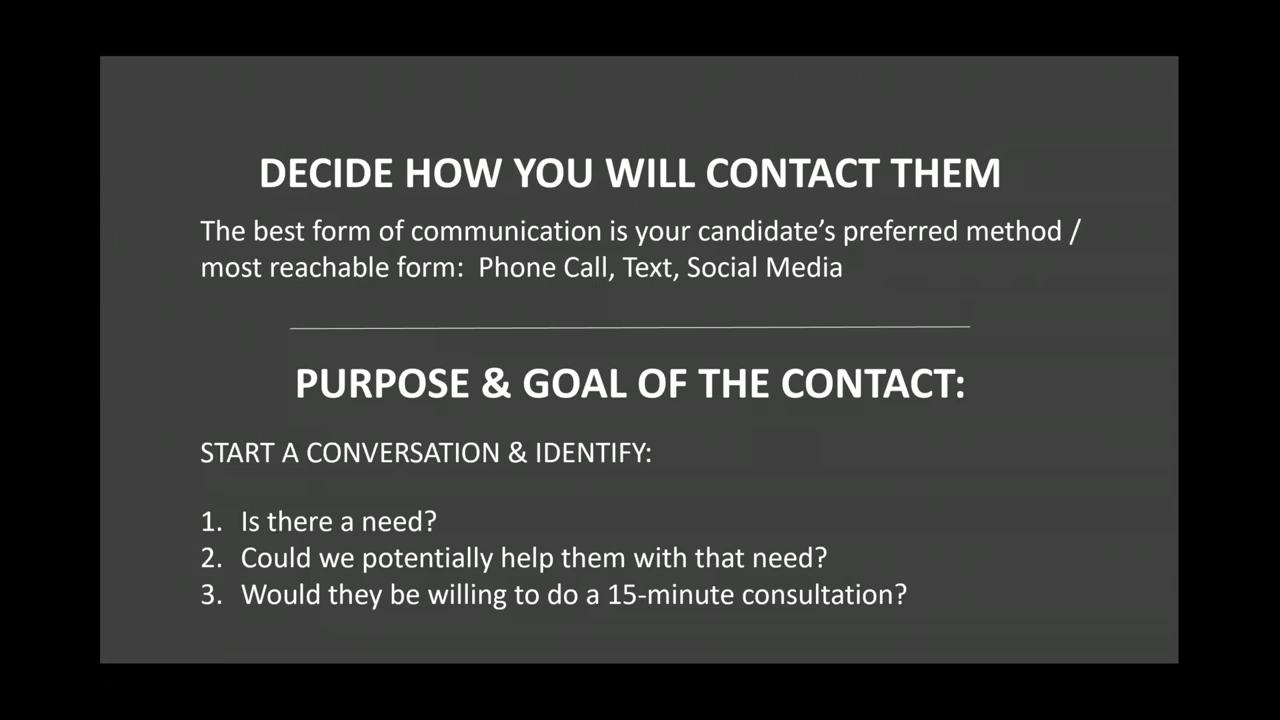 DECIDE HOW YOU WILL CONTACT THEM
The best form of communication is your candidate’s preferred method /
most reachable form:  Phone Call, Text, Social Media
PURPOSE & GOAL OF THE CONTACT:
START A CONVERSATION & IDENTIFY:
1. Is there a need?
2. Could we potentially help them with that need?
3. Would they be willing to do a 15-minute consultation?